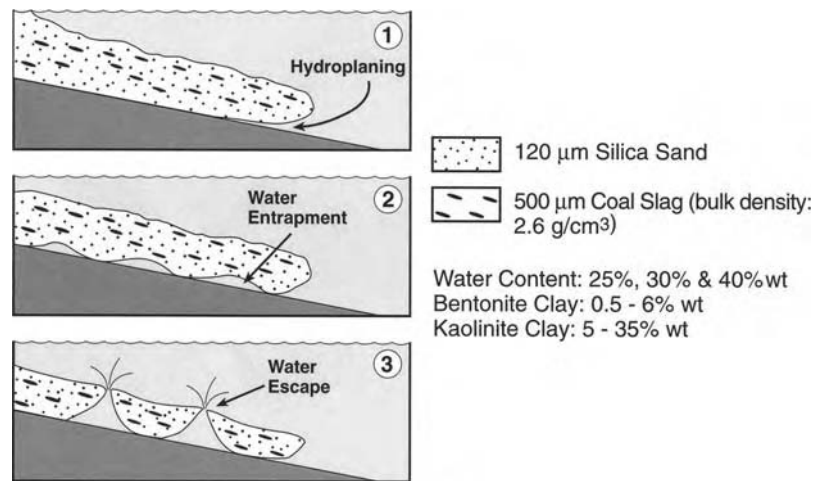 1
Hydroplaning
2
Water
Entrapment
3
Water
Escape
120 μm Silica Sand
500 μm Coal Slag (bulk density:
2.6 g/cm³)
Water Content: 25%, 30% & 40% wt
Bentonite Clay: 0.5 - 6% wt
Kaolinite Clay: 5 - 35% wt